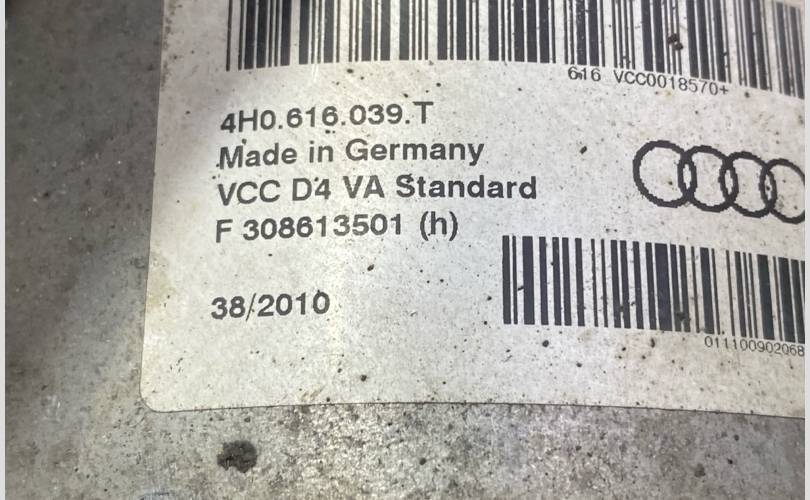 616 VCC0018570+
4H0.616.039.T
Made in Germany
VCC D4 VA Standard
F 308613501 (h)
38/2010
011100902068